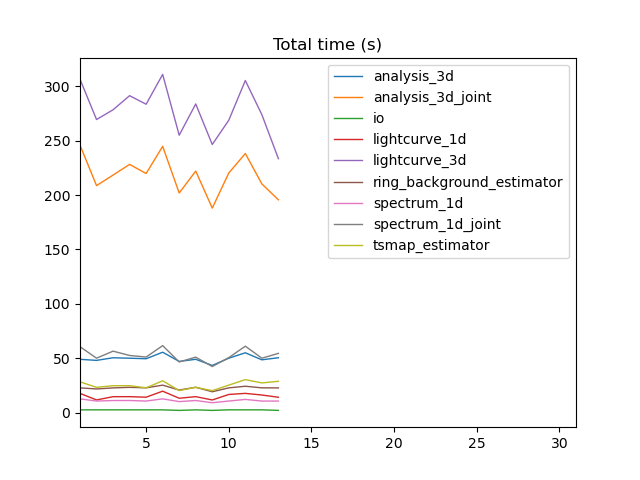 Total time (s)
300
250
200
150
100
50
0
5
10
15
20
25
30
analysis_3d
analysis_3d_joint
io
lightcurve_1d
lightcurve_3d
ring_background_estimator
spectrum_1d
spectrum_1d_joint
tsmap_estimator